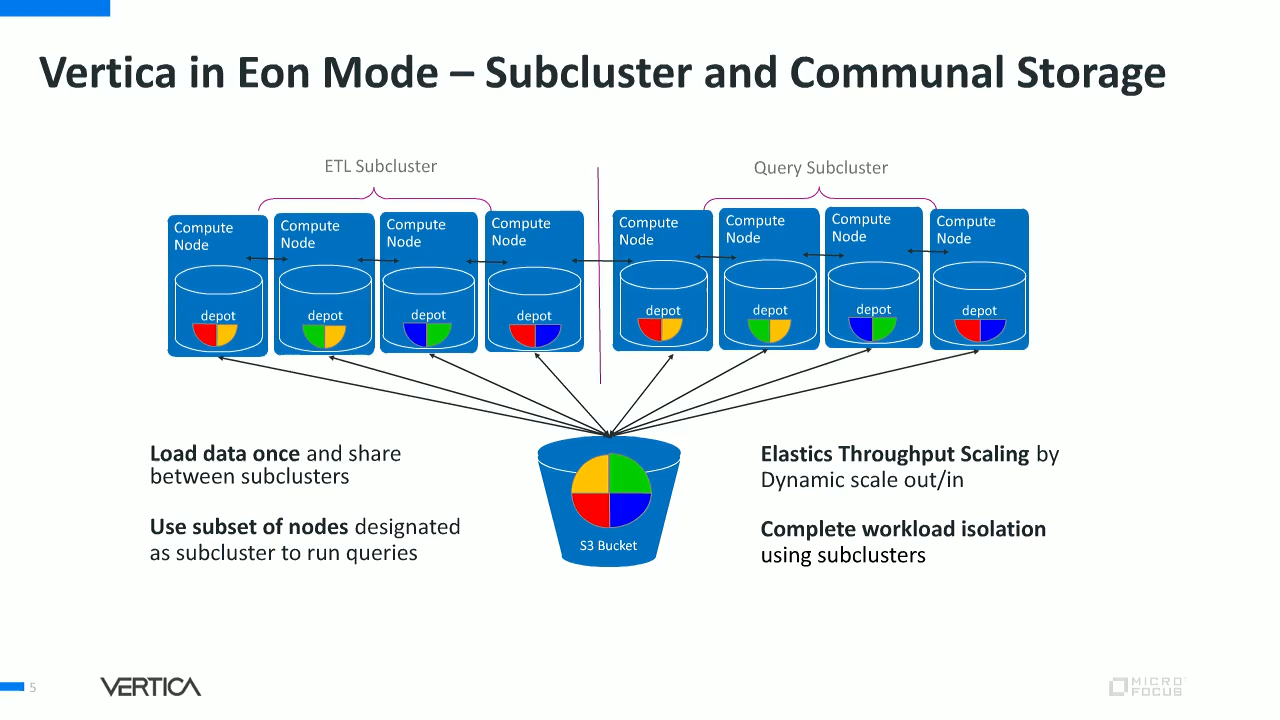 Vertica in Eon Mode – Subcluster and Communal Storage
ETL Subcluster
Query Subcluster
Compute
Node
Compute
Node
Compute
Node
Compute
Node
Compute
Node
Compute
Node
Compute
Node
Compute
Node
depot
depot
depot
depot
depot
depot
depot
depot
Load data once and share
between subclusters
Use subset of nodes designated
as subcluster to run queries
S3 Bucket
Elastics Throughput Scaling by
Dynamic scale out/in
Complete workload isolation
using subclusters
5
VERTICA
MICRO
FOCUS